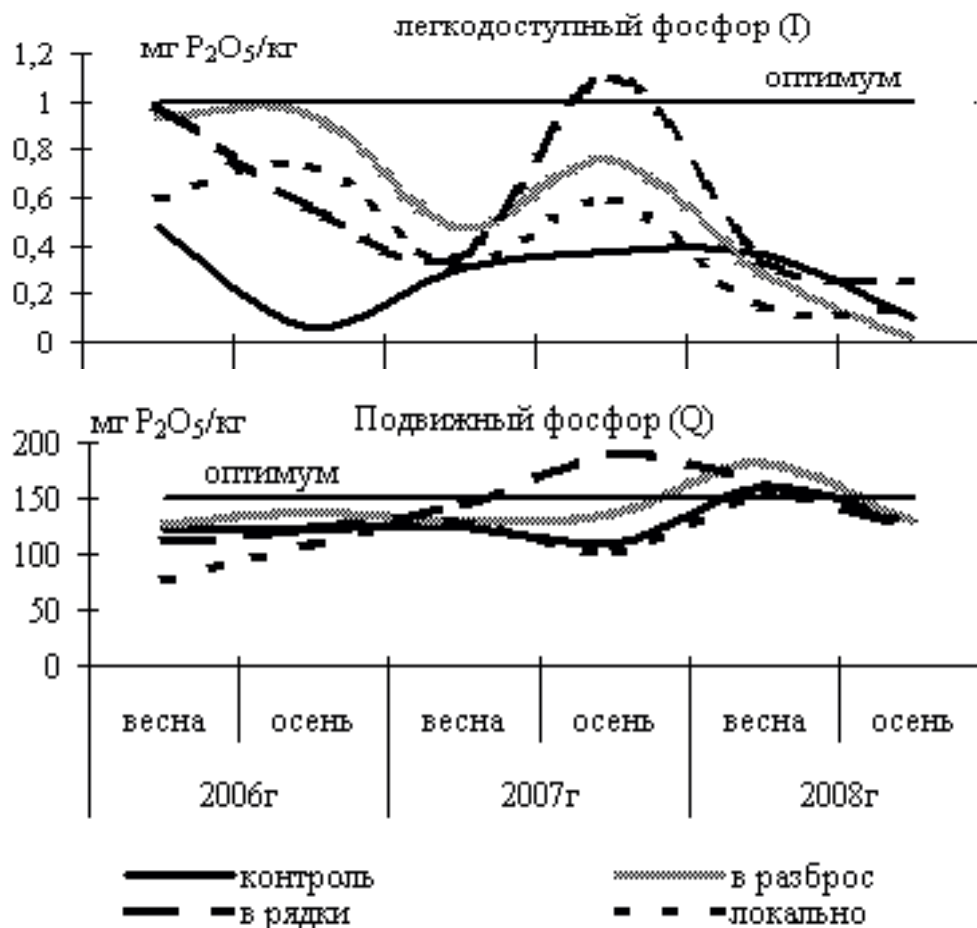 легкодоступный фосфор (I)
мг P₂O₅/кг
1,2
оптимум
1
0,8
0,6
0,4
0,2
0
Подвижный фосфор (Q)
мг P₂O₅/кг
200
оптимум
150
100
50
0
весна осень весна осень весна осень
2006г 2007г 2008г
контроль в разброс
в рядки локально